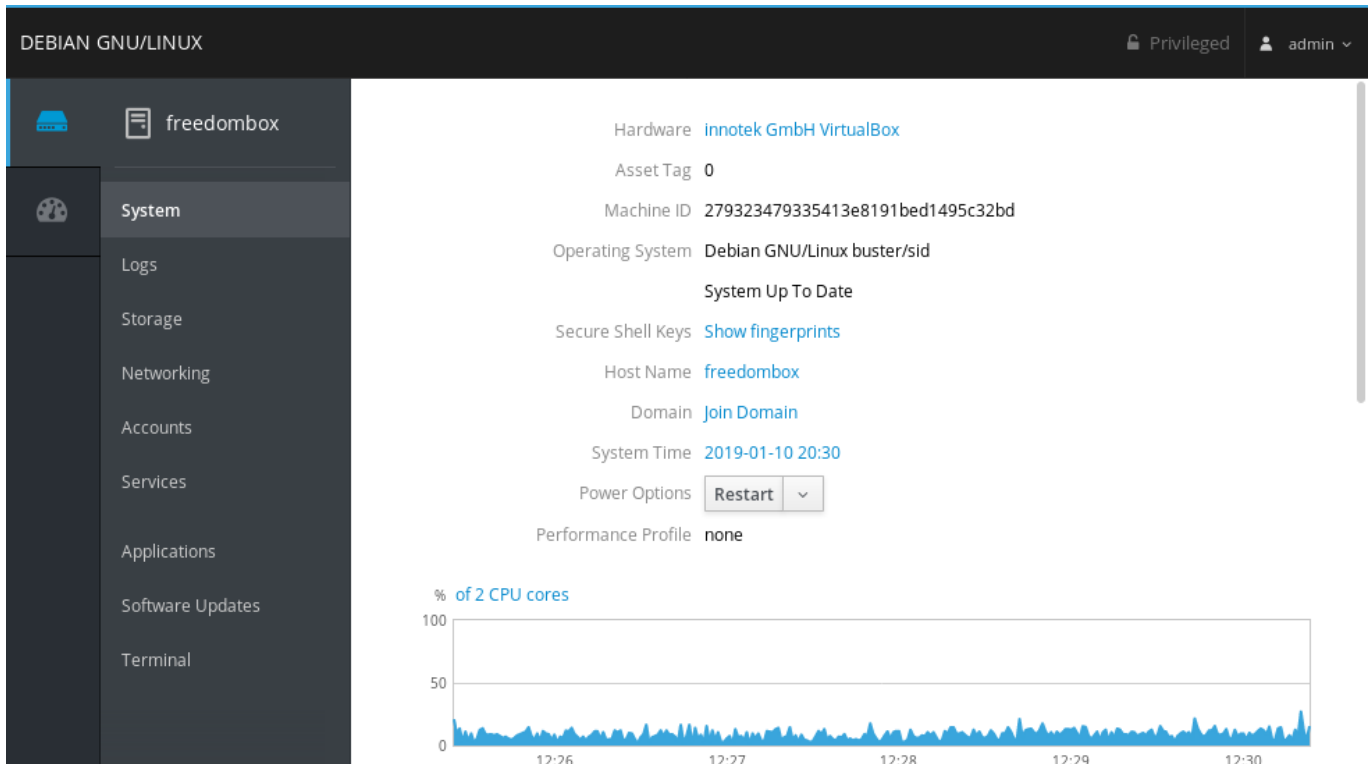 DEBIAN GNU/LINUX
Privileged
admin
freedombox
System
Logs
Storage
Networking
Accounts
Services
Applications
Software Updates
Terminal
Hardware innotek GmbH VirtualBox
Asset Tag 0
Machine ID 279323479335413e8191bed1495c32bd
Operating System Debian GNU/Linux buster/sid
System Up To Date
Secure Shell Keys Show fingerprints
Host Name freedombox
Domain Join Domain
System Time 2019-01-10 20:30
Power Options Restart
Performance Profile none
% of 2 CPU cores
100
50
0
12:26 12:27 12:28 12:29 12:30